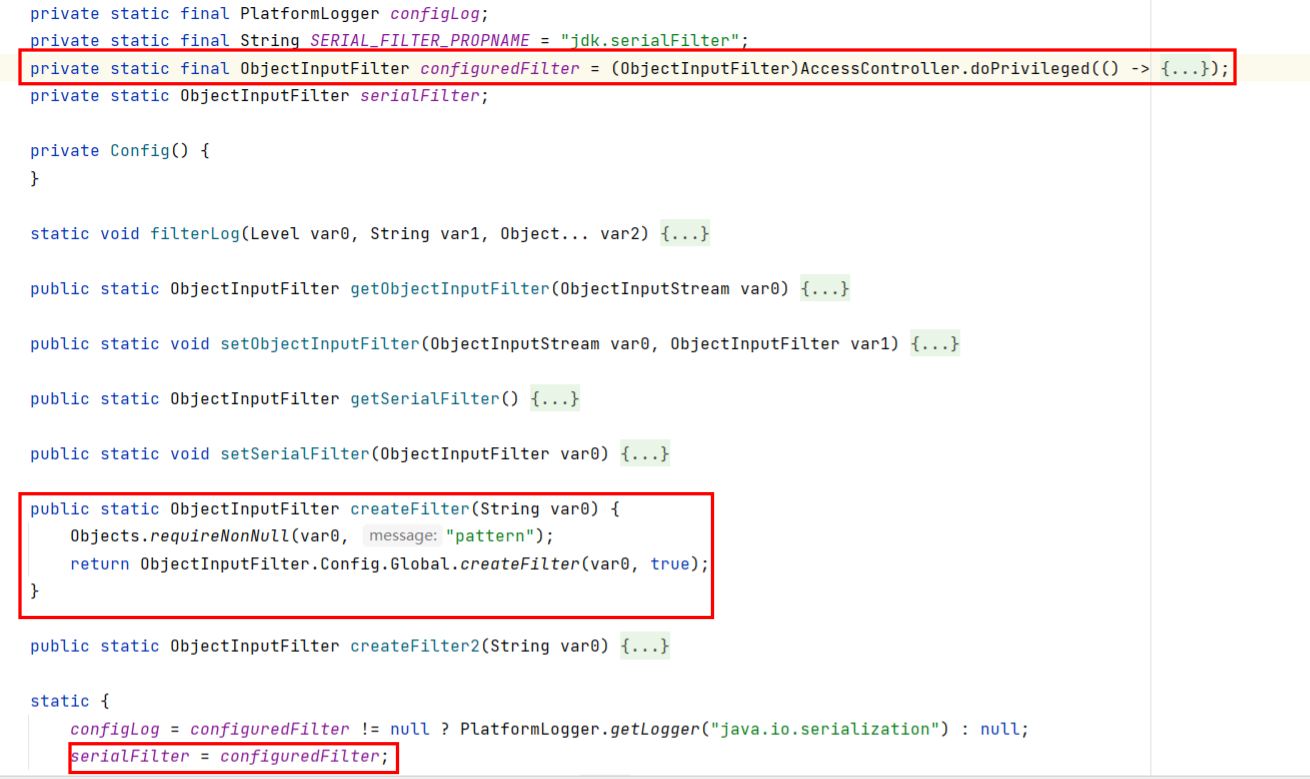 private static final PlatformLogger configLog;
private static final String SERIAL_FILTER_PROPNAME = "jdk.serialFilter";
private static final ObjectInputFilter configuredFilter = (ObjectInputFilter)AccessController.doPrivileged(() -> {...});
private static ObjectInputFilter serialFilter;
private Config() {
}
static void filterLog(Level var0, String var1, Object... var2) {...}
public static ObjectInputFilter getObjectInputFilter(ObjectInputStream var0) {...}
public static void setObjectInputFilter(ObjectInputStream var0, ObjectInputFilter var1) {...}
public static ObjectInputFilter getSerialFilter() {...}
public static void setSerialFilter(ObjectInputFilter var0) {...}
public static ObjectInputFilter createFilter(String var0) {
Objects.requireNonNull(var0, message: "pattern");
return ObjectInputFilter.Config.Global.createFilter(var0, true);
}
public static ObjectInputFilter createFilter2(String var0) {...}
static {
configLog = configuredFilter != null ? PlatformLogger.getLogger("java.io.serialization") : null;
serialFilter = configuredFilter;